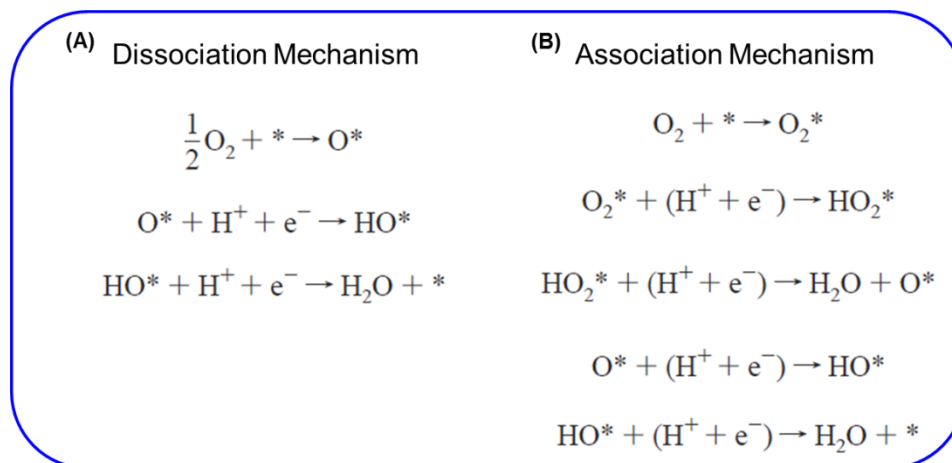 (A) Dissociation Mechanism
½O₂ + * → O*
O* + H⁺ + e⁻ → HO*
HO* + H⁺ + e⁻ → H₂O + *
(B) Association Mechanism
O₂ + * → O₂*
O₂* + (H⁺ + e⁻) → HO₂*
HO₂* + (H⁺ + e⁻) → H₂O + O*
O* + (H⁺ + e⁻) → HO*
HO* + (H⁺ + e⁻) → H₂O + *